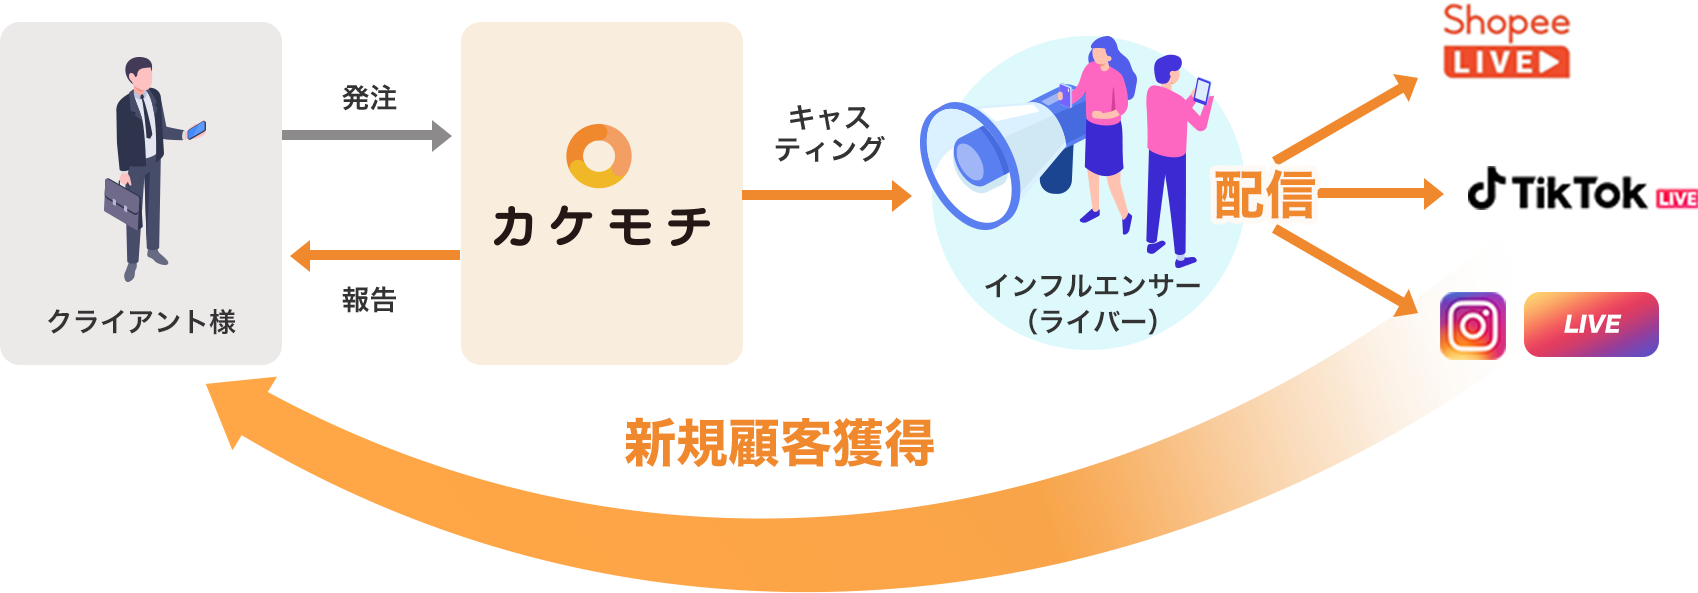 クライアント様
発注
報告
カケモチ
キャス
ティング
インフルエンサー
（ライバー）
配信
Shopee
LIVE
TikTok LIVE
LIVE
新規顧客獲得